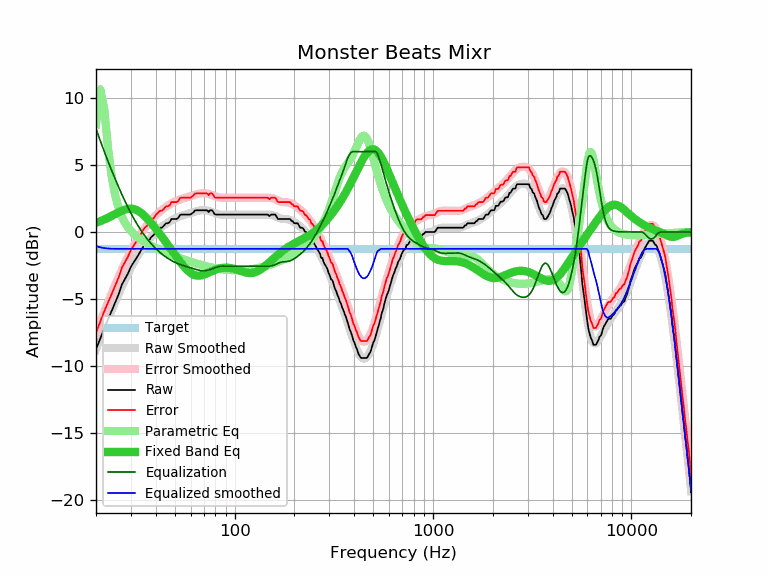 Monster Beats Mixr
Amplitude (dBr)
10
5
0
−5
−10
−15
−20
Target
Raw Smoothed
Error Smoothed
Raw
Error
Parametric Eq
Fixed Band Eq
Equalization
Equalized smoothed
100
1000
10000
Frequency (Hz)